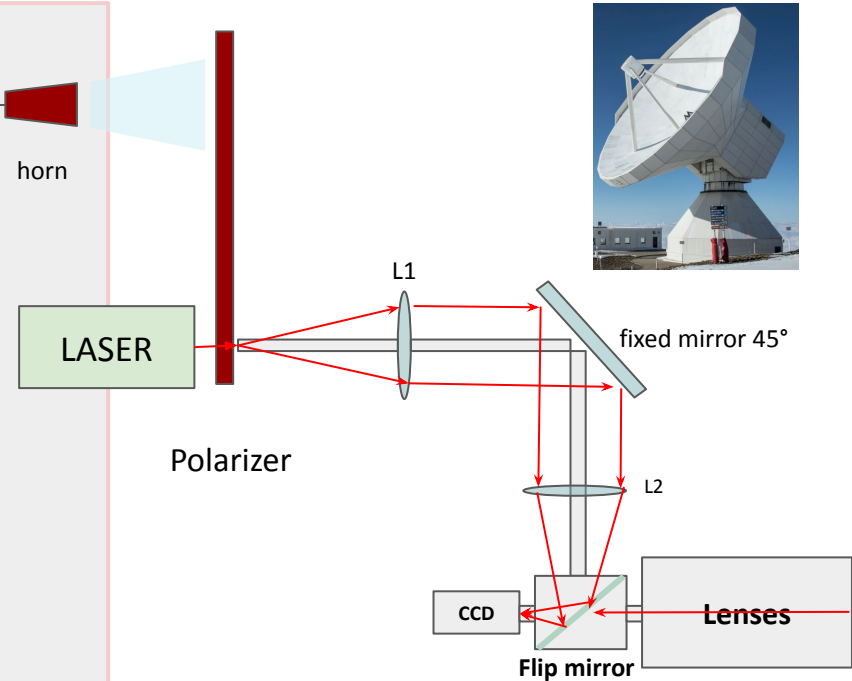 horn
L1
LASER
fixed mirror 45°
Polarizer
L2
CCD
Lenses
Flip mirror